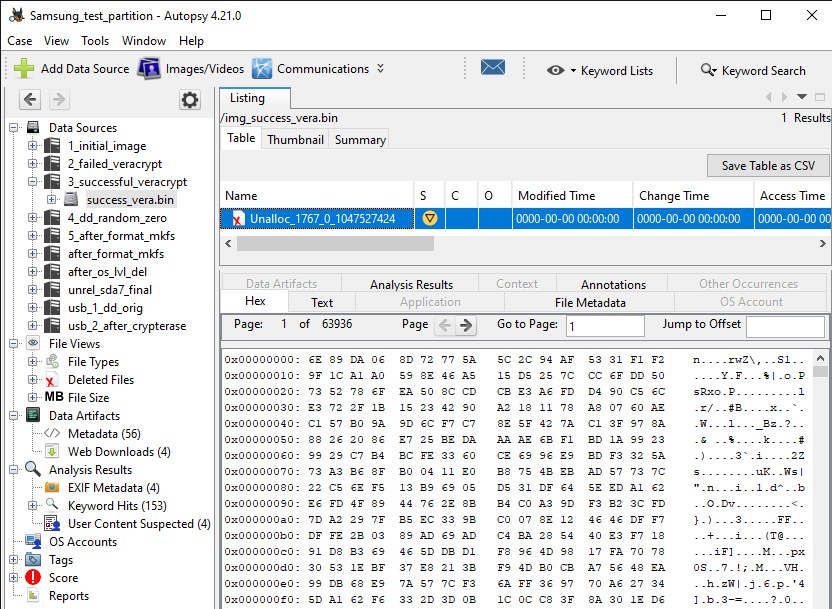 Samsung_test_partition - Autopsy 4.21.0
Case View Tools Window Help
Add Data Source Images/Videos Communications Keyword Lists Keyword Search
Listing
/img_success_vera.bin
1 Results
Table Thumbnail Summary
Save Table as CSV
Name S C O Modified Time Change Time Access Time
Unalloc_1767_0_1047527424 0000-00-00 00:00:00 0000-00-00 00:00:00 0000-00-00 00:00:00
Data Sources
1_initial_image
2_failed_veracrypt
3_successful_veracrypt
success_vera.bin
4_dd_random_zero
5_after_format_mkfs
after_format_mkfs
after_os_lvl_del
unrel_sda7_final
usb_1_dd_orig
usb_2_after_crypterase
File Views
File Types
Deleted Files
MB File Size
Data Artifacts
Metadata (56)
Web Downloads (4)
Analysis Results
EXIF Metadata (4)
Keyword Hits (153)
User Content Suspected (4)
OS Accounts
Tags
Score
Reports
Data Artifacts Analysis Results Context Annotations Other Occurrences
Hex Text Application File Metadata OS Account
Page: 1 of 63936 Page Go to Page: 1 Jump to Offset
0x00000000: 6E 89 DA 06 8D 72 77 5A 5C 2C 94 AF 53 31 F1 F2 n....rwZ\,..S1..
0x00000010: 9F 1C A1 A0 59 8E 46 A5 15 D5 25 7C CC 6F DD 50 ....Y.F...%|.o.P
0x00000020: 73 52 78 6F EA 50 8C CD CB E3 A6 FD D4 90 C5 6C sRxo.P.........l
0x00000030: E3 72 2F 1B 15 23 42 90 A2 18 11 78 A8 07 60 AE .r/..#B....x..`.
0x00000040: C1 57 B0 9A 9D 6C F7 C7 8E 5F 42 7A C1 3F 97 8A .W...l..._Bz.?..
0x00000050: 88 26 20 86 E7 25 BE DA AA AE 6B F1 BD 1A 99 23 .& ..%....k....#
0x00000060: 99 29 C7 B4 BC FE 33 60 CE 69 96 E9 BD F3 32 5A .)....3`.i....2Z
0x00000070: 73 A3 B6 8F B0 04 11 E0 B8 75 4B EB AD 57 73 7C s........uK..Ws|
0x00000080: 22 C5 6E F5 13 B9 69 05 D5 31 DF 64 5E ED A1 62 ".n...i..1.d^..b
0x00000090: E6 FD 4F 89 44 76 2E 8B B4 C0 A3 9D F3 B2 3C FD ..O.Dv........<.
0x000000a0: 7D A2 29 7F B5 EC 33 9B C0 07 8E 12 46 46 DF F7 }.)...3.....FF..
0x000000b0: DF FE 2B 03 89 AD 69 AD C4 BA 28 54 40 E3 F7 18 ..+...i...(T@...
0x000000c0: 91 D8 B3 69 46 5D DB D1 F8 96 4D 98 17 FA 70 78 ...iF]....M...px
0x000000d0: 30 53 1E BF 37 E8 21 3B F9 4D B0 CB A7 56 48 EA 0S..7.!;.M...VH.
0x000000e0: 99 DB 68 E9 7A 57 7C F3 6A FF 36 97 70 A6 27 34 ..h.zW|.j.6.p.'4
0x000000f0: 5D A1 62 F6 33 2D 3D 0B 1C 0C C8 3F 8A 30 1E D6 ].b.3-=....?.0..